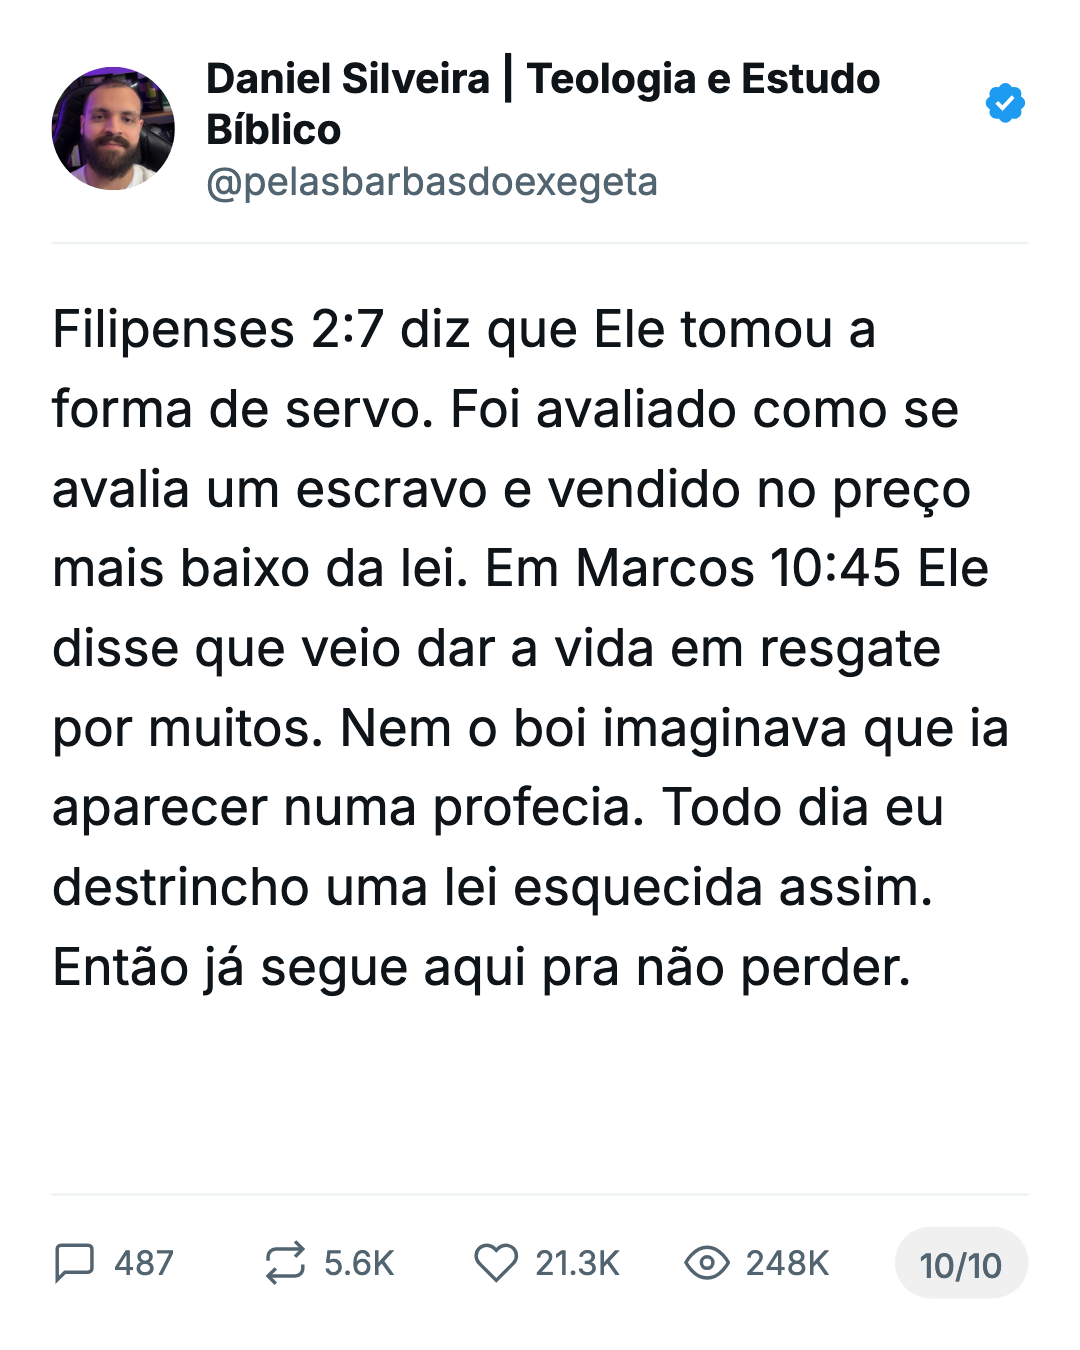 Daniel Silveira | Teologia e Estudo
Bíblico
@pelasbarbasdoexegeta
Filipenses 2:7 diz que Ele tomou a
forma de servo. Foi avaliado como se
avalia um escravo e vendido no preço
mais baixo da lei. Em Marcos 10:45 Ele
disse que veio dar a vida em resgate
por muitos. Nem o boi imaginava que ia
aparecer numa profecia. Todo dia eu
destrincho uma lei esquecida assim.
Então já segue aqui pra não perder.
487 5.6K 21.3K 248K 10/10